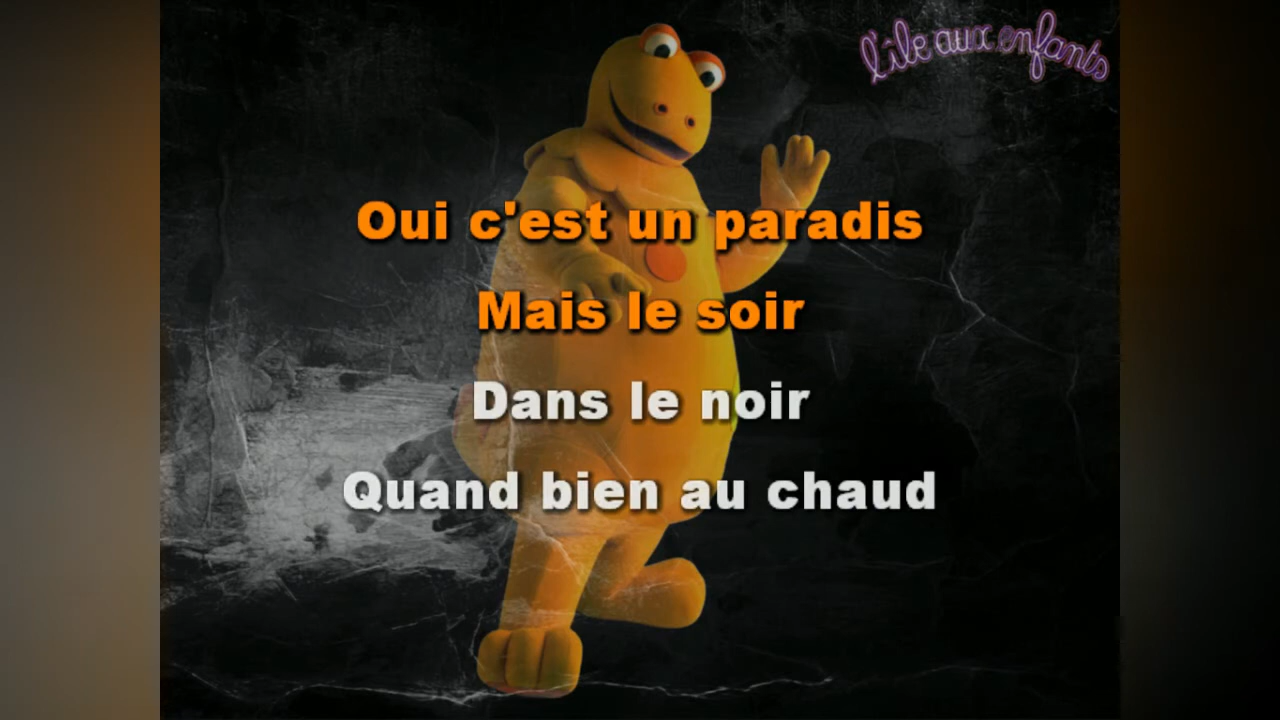 l'île aux enfants
Oui c'est un paradis
Mais le soir
Dans le noir
Quand bien au chaud